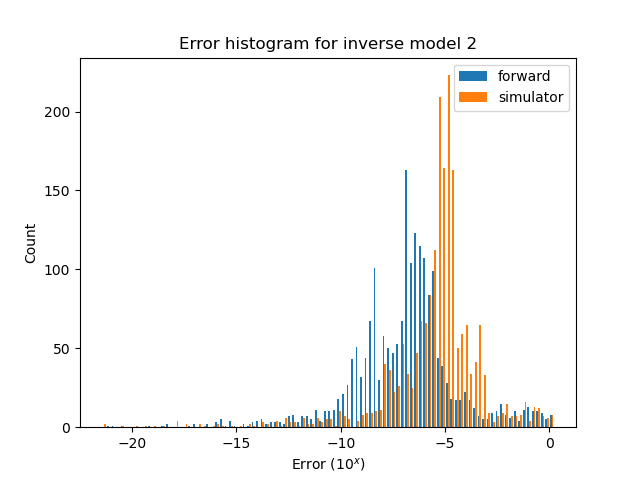 Error histogram for inverse model 2
forward
simulator
200
150
100
50
0
Count
−20 −15 −10 −5 0
Error (10^x)